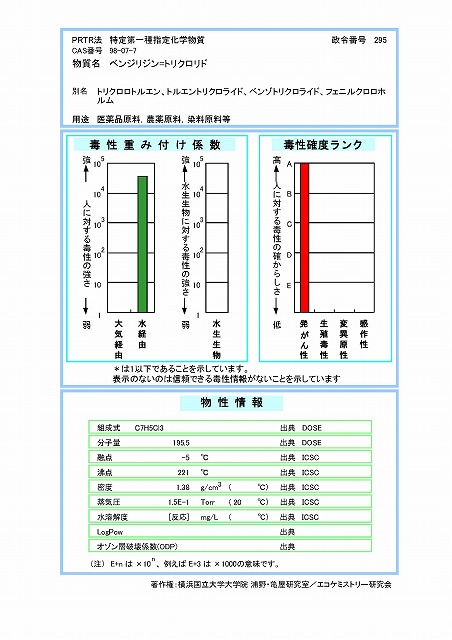 PRTR法　特定第一種指定化学物質　政令番号　295
CAS番号　98-07-7
物質名　ベンジリジン=トリクロリド
別名　トリクロロトルエン、トルエントリクロライド、ベンゾトリクロライド、フェニルクロロホルム
用途　医薬品原料，農薬原料，染料原料等
毒性重み付け係数
強
人に対する毒性の強さ
弱
10^5
10^4
10^3
10^2
10
1
大気経由
水経由
強
水生生物に対する毒性の強さ
弱
10^5
10^4
10^3
10^2
10
1
水生生物
毒性確度ランク
高
人に対する毒性の確からしさ
低
A
B
C
D
E
発がん性
生殖毒性
変異原性
感作性
＊は1以下であることを示しています。
表示のないのは信頼できる毒性情報がないことを示しています
物性情報
組成式　C7H5Cl3　出典　DOSE
分子量　195.5　出典　DOSE
融点　-5　℃　出典　ICSC
沸点　221　℃　出典　ICSC
密度　1.38　g/cm3　(　℃)　出典　ICSC
蒸気圧　1.5E-1　Torr　(20　℃)　出典　ICSC
水溶解度　[反応]　mg/L　(　℃)　出典　ICSC
LogPow　出典
オゾン層破壊係数(ODP)　出典
（注） E+n は ×10^n、例えば E+3 は ×1000の意味です。
著作権：横浜国立大学大学院 浦野・亀屋研究室／エコケミストリー研究会